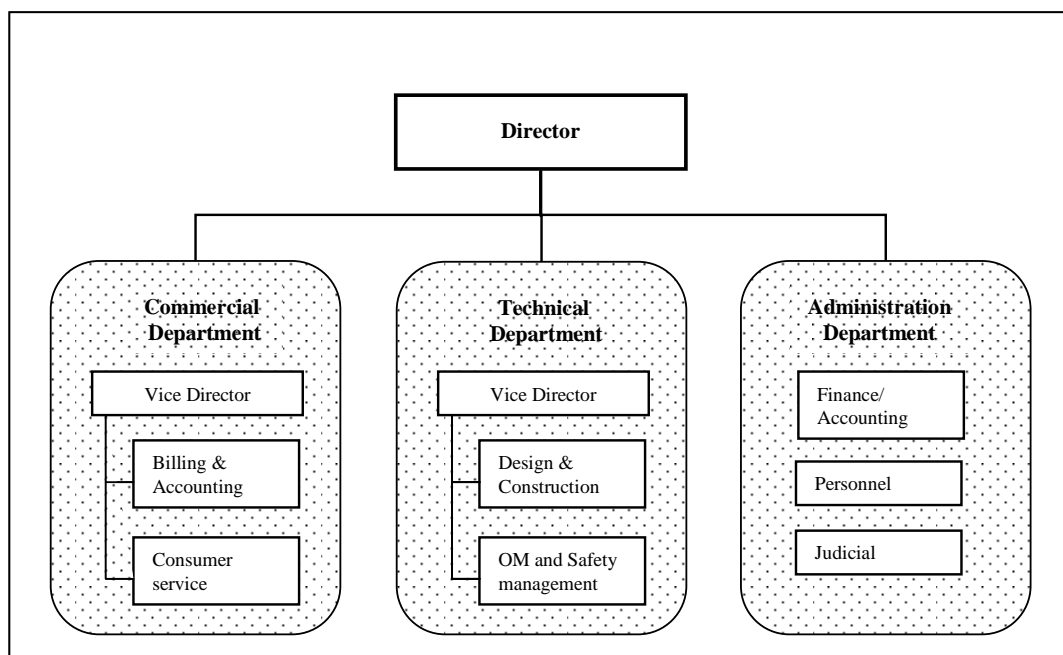 Director
Commercial
Department
Vice Director
Billing &
Accounting
Consumer
service
Technical
Department
Vice Director
Design &
Construction
OM and Safety
management
Administration
Department
Finance/
Accounting
Personnel
Judicial